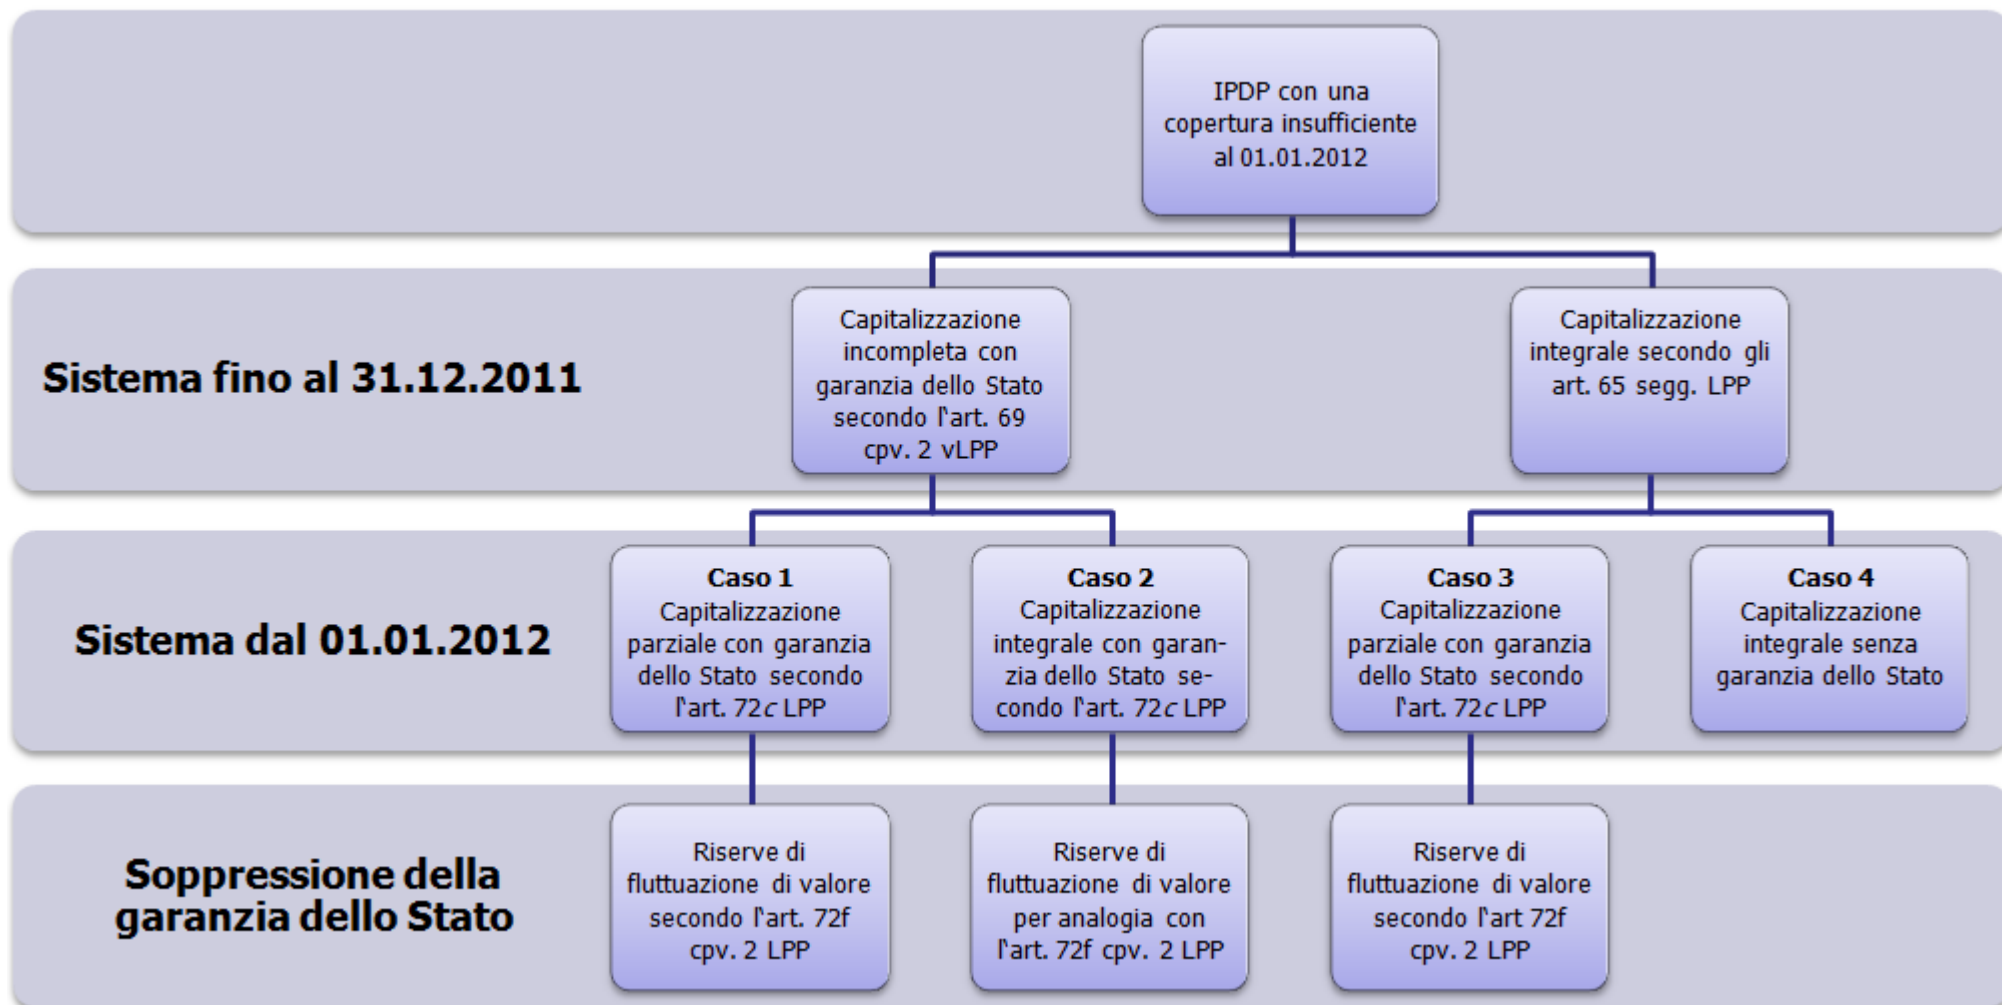 IPDP con una
copertura insufficiente
al 01.01.2012
Sistema fino al 31.12.2011
Capitalizzazione
incompleta con
garanzia dello Stato
secondo l'art. 69
cpv. 2 vLPP
Capitalizzazione
integrale secondo gli
art. 65 segg. LPP
Sistema dal 01.01.2012
Caso 1
Capitalizzazione
parziale con garanzia
dello Stato secondo
l'art. 72c LPP
Caso 2
Capitalizzazione
integrale con garan-
zia dello Stato se-
condo l'art. 72c LPP
Caso 3
Capitalizzazione
parziale con garanzia
dello Stato secondo
l'art. 72c LPP
Caso 4
Capitalizzazione
integrale senza
garanzia dello Stato
Soppressione della
garanzia dello Stato
Riserve di
fluttuazione di valore
secondo l'art. 72f
cpv. 2 LPP
Riserve di
fluttuazione di valore
per analogia con
l'art. 72f cpv. 2 LPP
Riserve di
fluttuazione di valore
secondo l'art 72f
cpv. 2 LPP